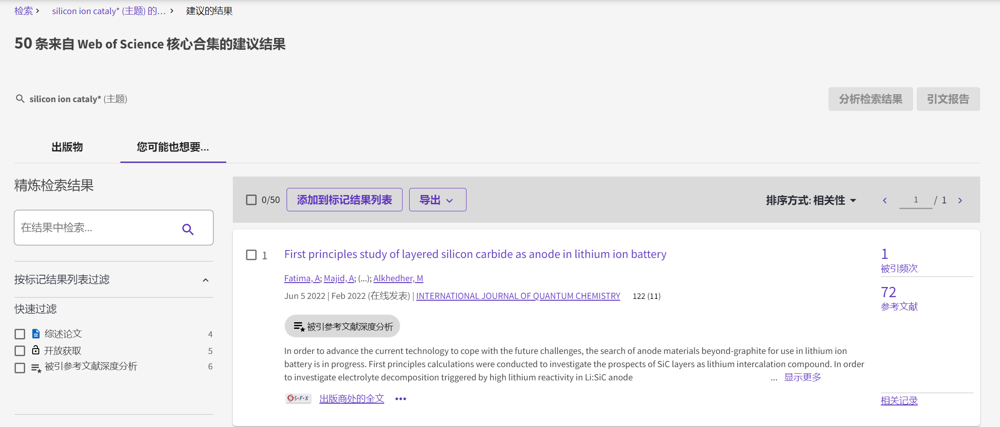 检索 › silicon ion cataly* (主题) 的… › 建议的结果
50 条来自 Web of Science 核心合集的建议结果
silicon ion cataly* (主题)
分析检索结果
引文报告
出版物
您可能也想要...
精炼检索结果
在结果中检索...
按标记结果列表过滤
快速过滤
综述论文 4
开放获取 5
被引参考文献深度分析 6
0/50
添加到标记结果列表
导出
排序方式: 相关性
1 / 1
1
First principles study of layered silicon carbide as anode in lithium ion battery
Fatima, A; Majid, A; (...); Alkhedher, M
Jun 5 2022 | Feb 2022 (在线发表) | INTERNATIONAL JOURNAL OF QUANTUM CHEMISTRY 122 (11)
被引参考文献深度分析
In order to advance the current technology to cope with the future challenges, the search of anode materials beyond-graphite for use in lithium ion
battery is in progress. First principles calculations were conducted to investigate the prospects of SiC layers as lithium intercalation compound. In order
to investigate electrolyte decomposition triggered by high lithium reactivity in Li:SiC anode ... 显示更多
S·F·X 出版商处的全文 •••
1
被引频次
72
参考文献
相关记录